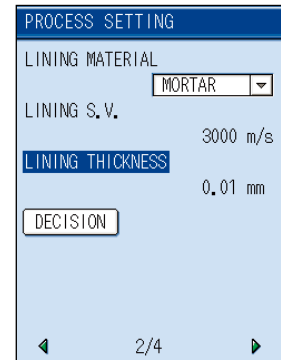 PROCESS SETTING
LINING MATERIAL
MORTAR
LINING S.V.
3000 m/s
LINING THICKNESS
0.01 mm
DECISION
2/4